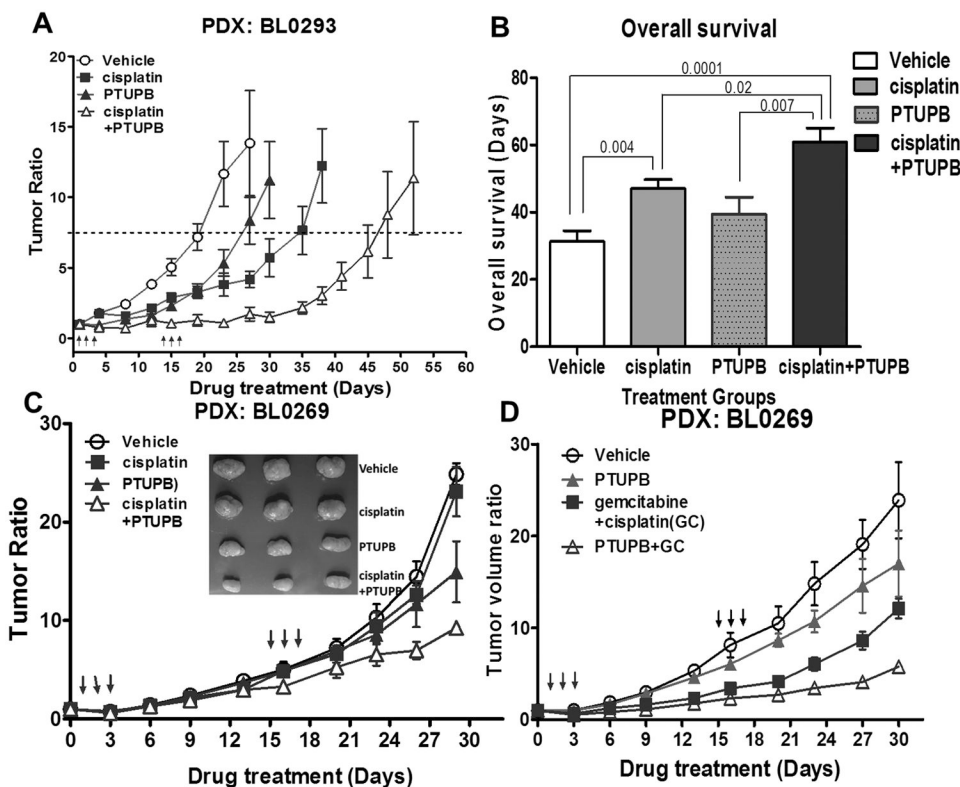 A
PDX: BL0293
Vehicle
cisplatin
PTUPB
cisplatin
+PTUPB
Tumor Ratio
20
15
10
5
0
0 5 10 15 20 25 30 35 40 45 50 55 60
Drug treatment (Days)
B
Overall survival
Vehicle
cisplatin
PTUPB
cisplatin
+PTUPB
0.0001
0.02
0.007
0.004
Overall survival (Days)
80
60
40
20
0
Vehicle cisplatin PTUPB cisplatin+PTUPB
Treatment Groups
C
PDX: BL0269
Vehicle
cisplatin
PTUPB)
cisplatin
+PTUPB
Vehicle
cisplatin
PTUPB
cisplatin
+PTUPB
Tumor Ratio
30
20
10
0
0 3 6 9 12 15 18 21 24 27 30
Drug treatment (Days)
D
PDX: BL0269
Vehicle
PTUPB
gemcitabine
+cisplatin(GC)
PTUPB+GC
Tumor volume ratio
30
20
10
0
0 3 6 9 12 15 18 21 24 27 30
Drug treatment (Days)